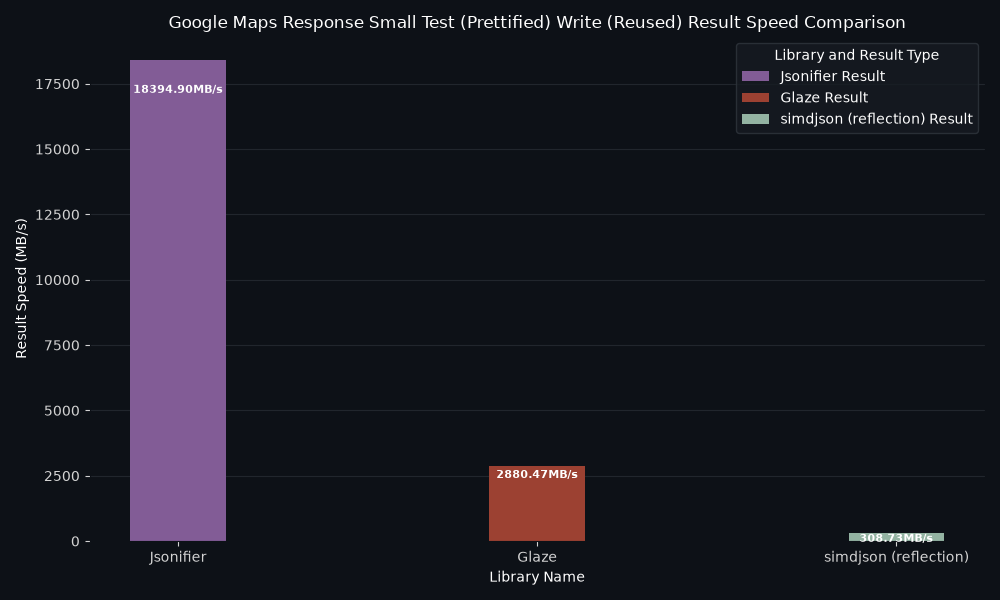 Google Maps Response Small Test (Prettified) Write (Reused) Result Speed Comparison
Library and Result Type
Jsonifier Result
Glaze Result
simdjson (reflection) Result
Result Speed (MB/s)
17500
15000
12500
10000
7500
5000
2500
0
18394.90MB/s
2880.47MB/s
308.73MB/s
Jsonifier
Glaze
simdjson (reflection)
Library Name